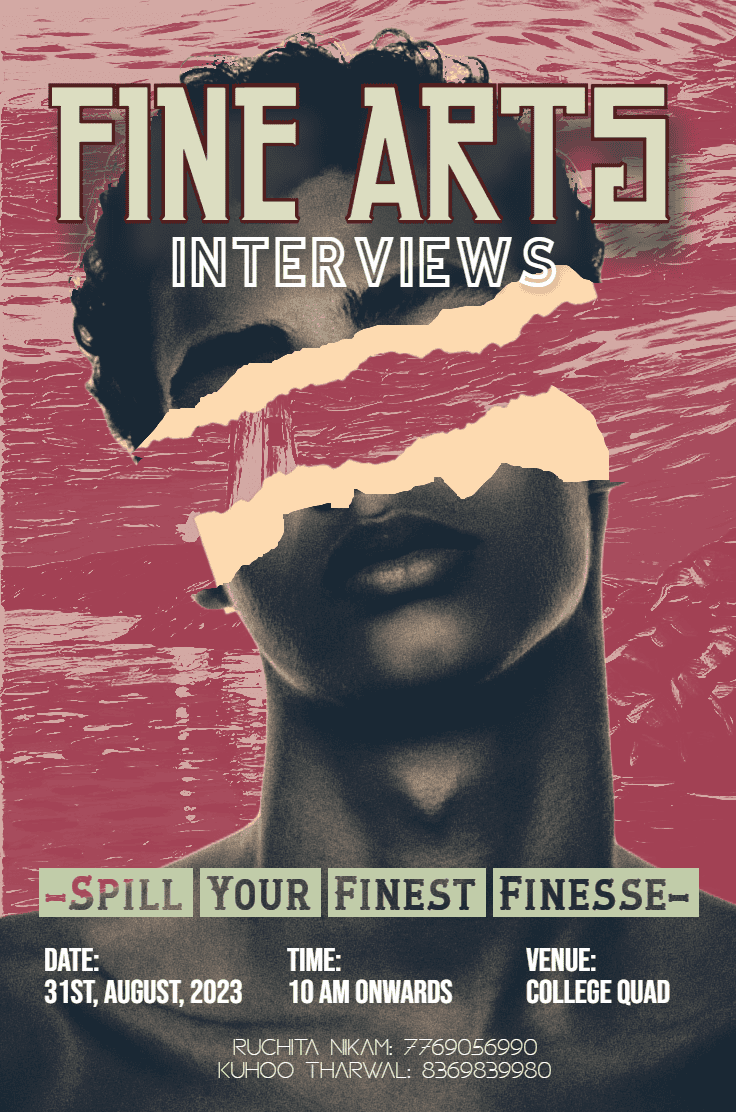 FINE ARTS
INTERVIEWS
-SPILL YOUR FINEST FINESSE-
DATE: TIME: VENUE:
31ST, AUGUST, 2023 10 AM ONWARDS COLLEGE QUAD
RUCHITA NIKAM: 7769056990
KUHOO THARWAL: 8369839980